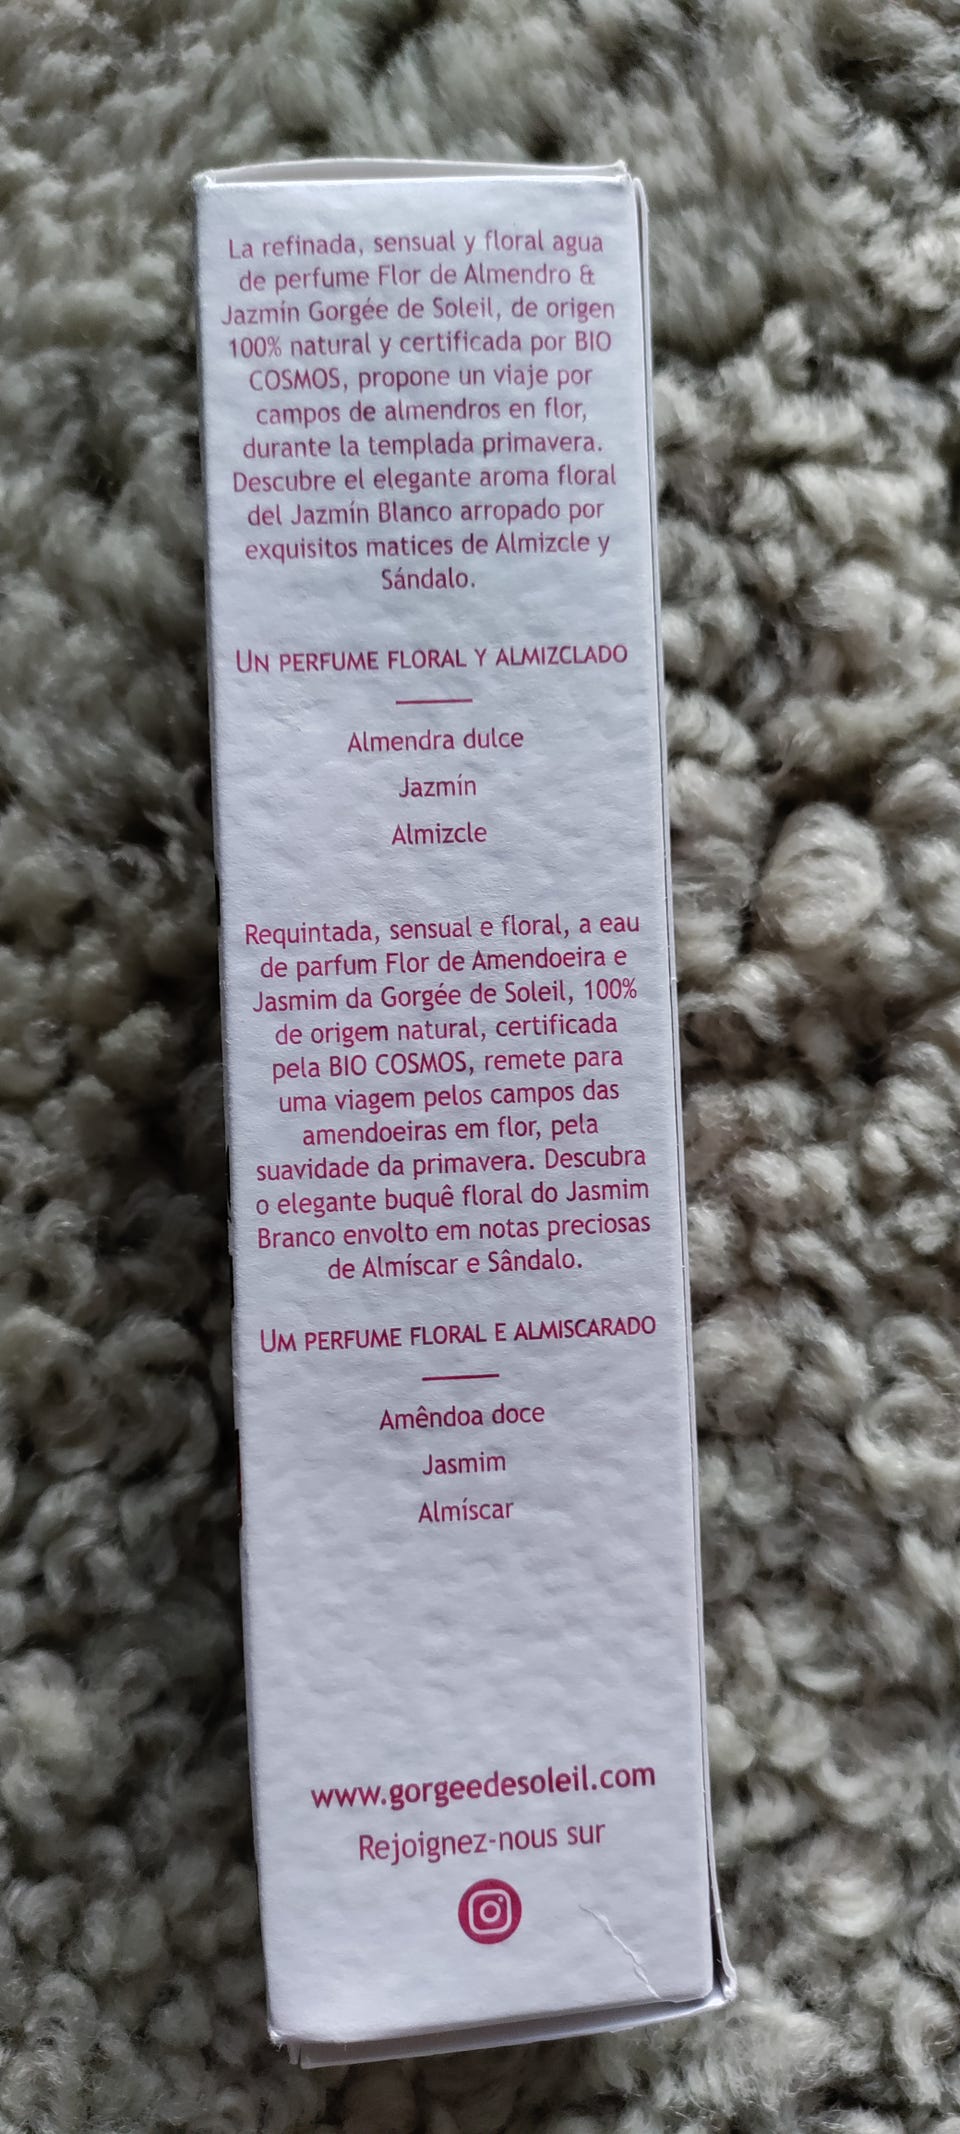 La refinada, sensual y floral agua
de perfume Flor de Almendro &
Jazmín Gorgée de Soleil, de origen
100% natural y certificada por BIO
COSMOS, propone un viaje por
campos de almendros en flor,
durante la templada primavera.
Descubre el elegante aroma floral
del Jazmín Blanco arropado por
exquisitos matices de Almizcle y
Sándalo.
UN PERFUME FLORAL Y ALMIZCLADO
Almendra dulce
Jazmín
Almizcle
Requintada, sensual e floral, a eau
de parfum Flor de Amendoeira e
Jasmim da Gorgée de Soleil, 100%
de origem natural, certificada
pela BIO COSMOS, remete para
uma viagem pelos campos das
amendoeiras em flor, pela
suavidade da primavera. Descubra
o elegante buquê floral do Jasmim
Branco envolto em notas preciosas
de Almíscar e Sândalo.
UM PERFUME FLORAL E ALMISCARADO
Amêndoa doce
Jasmim
Almíscar
www.gorgeedesoleil.com
Rejoignez-nous sur